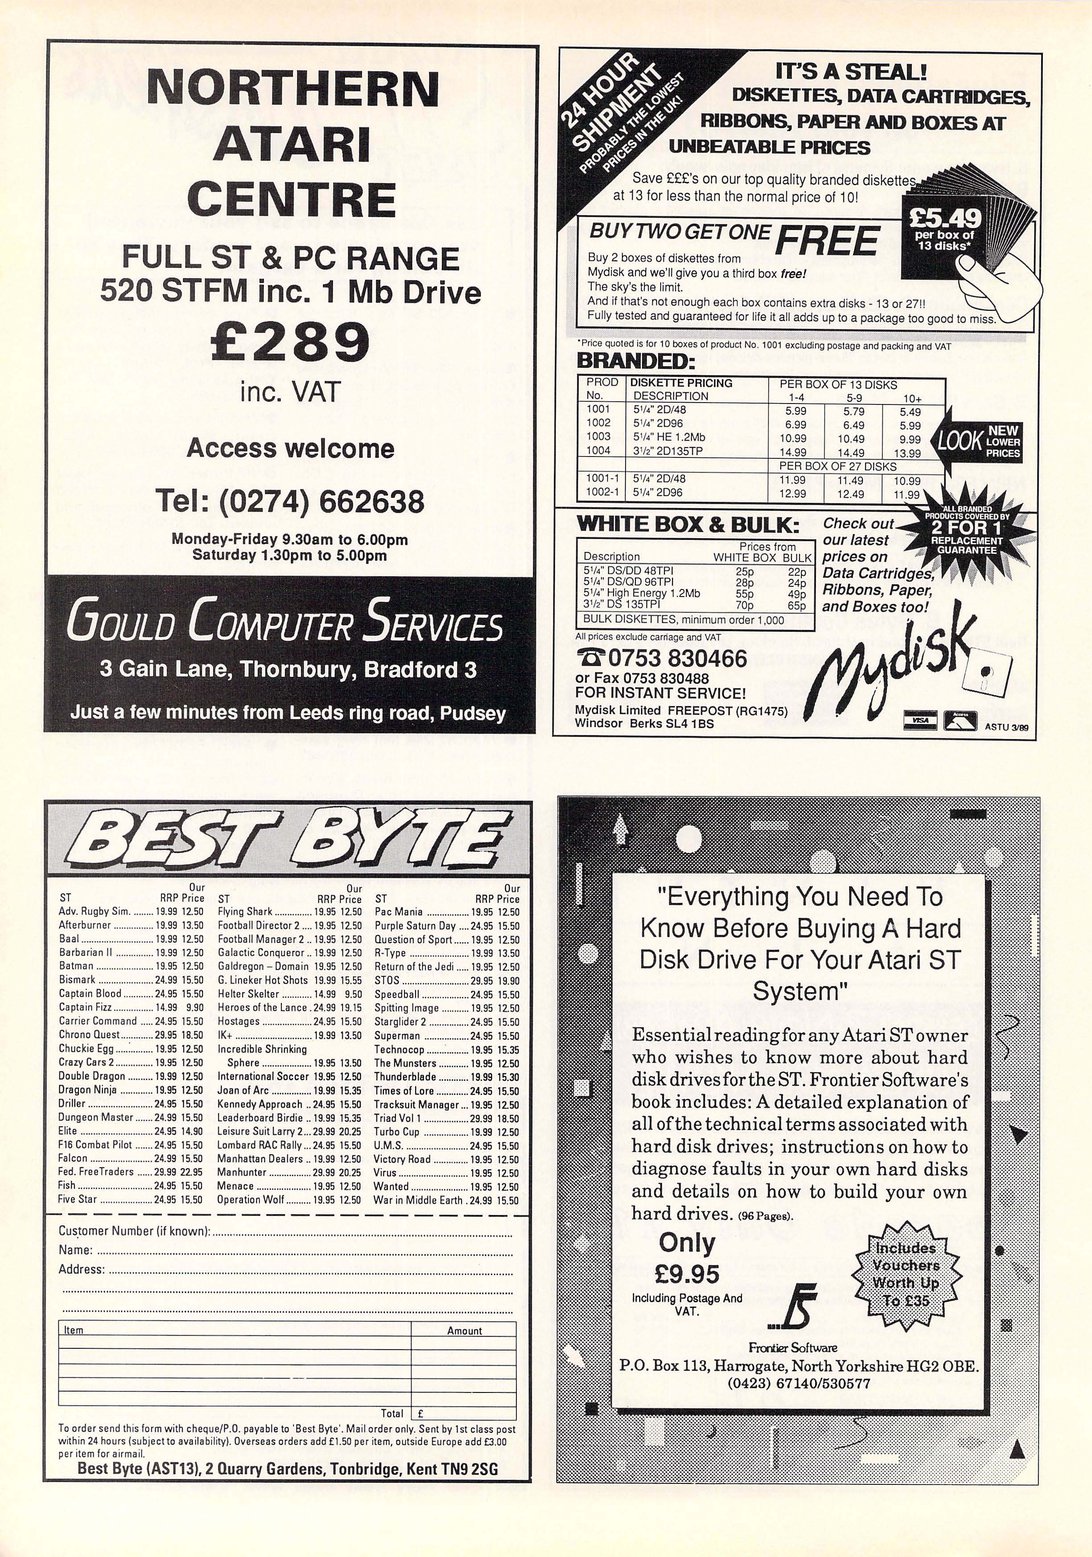 NORTHERN
ATARI
CENTRE
FULL ST & PC RANGE
520 STFM inc. 1 Mb Drive
£289
inc. VAT
Access welcome
Tel: (0274) 662638
Monday-Friday 9.30am to 6.00pm
Saturday 1.30pm to 5.00pm
GOULD COMPUTER SERVICES
3 Gain Lane, Thornbury, Bradford 3
Just a few minutes from Leeds ring road, Pudsey
24 HOUR
SHIPMENT
PROBABLY THE LOWEST
PRICES IN THE UK!
IT'S A STEAL!
DISKETTES, DATA CARTRIDGES,
RIBBONS, PAPER AND BOXES AT
UNBEATABLE PRICES
Save £££'s on our top quality branded diskettes
at 13 for less than the normal price of 10!
£5.49
per box of
13 disks*
BUY TWO GET ONE FREE
Buy 2 boxes of diskettes from
Mydisk and we'll give you a third box free!
The sky's the limit.
And if that's not enough each box contains extra disks - 13 or 27!!
Fully tested and guaranteed for life it all adds up to a package too good to miss.
*Price quoted is for 10 boxes of product No. 1001 excluding postage and packing and VAT
BRANDED:
PROD DISKETTE PRICING PER BOX OF 13 DISKS
No. DESCRIPTION 1-4 5-9 10+
1001 5¼" 2D/48 5.99 5.79 5.49
1002 5¼" 2D96 6.99 6.49 5.99
1003 5¼" HE 1.2Mb 10.99 10.49 9.99
1004 3½" 2D135TP 14.99 14.49 13.99
PER BOX OF 27 DISKS
1001-1 5¼" 2D/48 11.99 11.49 10.99
1002-1 5¼" 2D96 12.99 12.49 11.99
LOOK NEW
LOWER
PRICES
ALL BRANDED
PRODUCTS COVERED BY
2 FOR 1
REPLACEMENT
GUARANTEE
WHITE BOX & BULK:
Prices from
Description WHITE BOX BULK
5¼" DS/DD 48TPI 25p 22p
5¼" DS/QD 96TPI 28p 24p
5¼" High Energy 1.2Mb 55p 49p
3½" DS 135TPI 70p 65p
BULK DISKETTES, minimum order 1,000
All prices exclude carriage and VAT
Check out
our latest
prices on
Data Cartridges,
Ribbons, Paper,
and Boxes too!
☎0753 830466
or Fax 0753 830488
FOR INSTANT SERVICE!
Mydisk Limited FREEPOST (RG1475)
Windsor Berks SL4 1BS
Mydisk
VISA
Access
ASTU 3/89
BEST BYTE
Our
ST RRP Price
Adv. Rugby Sim. ....... 19.99 12.50
Afterburner ............. 19.99 13.50
Baal ......................... 19.99 12.50
Barbarian II ............ 19.99 12.50
Batman .................... 19.95 12.50
Bismark ................... 24.99 15.50
Captain Blood ......... 24.95 15.50
Captain Fizz ............ 14.99 9.90
Carrier Command .... 24.95 15.50
Chrono Quest .......... 29.95 18.50
Chuckie Egg ............ 19.95 12.50
Crazy Cars 2 ............ 19.95 12.50
Double Dragon ........ 19.99 12.50
Dragon Ninja ........... 19.95 12.50
Driller ....................... 24.95 15.50
Dungeon Master ...... 24.99 15.50
Elite .......................... 24.95 14.90
F16 Combat Pilot ..... 24.95 15.50
Falcon ...................... 24.99 15.50
Fed. FreeTraders ..... 29.99 22.95
Fish .......................... 24.95 15.50
Five Star .................. 24.95 15.50
Our
ST RRP Price
Flying Shark ............. 19.95 12.50
Football Director 2 .... 19.95 12.50
Football Manager 2 .. 19.95 12.50
Galactic Conqueror .. 19.99 12.50
Galdregon – Domain 19.95 12.50
G. Lineker Hot Shots 19.99 15.55
Helter Skelter .......... 14.99 9.50
Heroes of the Lance . 24.99 19.15
Hostages .................. 24.95 15.50
IK+ ........................... 19.99 13.50
Incredible Shrinking
Sphere ................... 19.95 13.50
International Soccer 19.95 12.50
Joan of Arc .............. 19.99 15.35
Kennedy Approach .. 24.95 15.50
Leaderboard Birdie .. 19.99 15.35
Leisure Suit Larry 2 ... 29.99 20.25
Lombard RAC Rally ... 24.95 15.50
Manhattan Dealers .. 19.99 12.50
Manhunter ............... 29.99 20.25
Menace .................... 19.95 12.50
Operation Wolf ......... 19.95 12.50
Our
ST RRP Price
Pac Mania ............... 19.95 12.50
Purple Saturn Day .... 24.95 15.50
Question of Sport ..... 19.95 12.50
R-Type ...................... 19.99 13.50
Return of the Jedi .... 19.95 12.50
STOS ........................ 29.95 19.90
Speedball ................. 24.95 15.50
Spitting Image ......... 19.95 12.50
Starglider 2 .............. 24.95 15.50
Superman ................ 24.95 15.50
Technocop ................ 19.95 15.35
The Munsters ........... 19.95 12.50
Thunderblade .......... 19.99 15.30
Times of Lore ........... 24.95 15.50
Tracksuit Manager ... 19.95 12.50
Triad Vol 1 ............... 29.99 18.50
Turbo Cup ................ 19.99 12.50
U.M.S. ...................... 24.95 15.50
Victory Road ............ 19.95 12.50
Virus ......................... 19.95 12.50
Wanted ..................... 19.95 12.50
War in Middle Earth . 24.99 15.50
Customer Number (if known):
Name:
Address:
Item Amount
Total £
To order send this form with cheque/P.O. payable to 'Best Byte'. Mail order only. Sent by 1st class post
within 24 hours (subject to availability). Overseas orders add £1.50 per item, outside Europe add £3.00
per item for airmail.
Best Byte (AST13), 2 Quarry Gardens, Tonbridge, Kent TN9 2SG
"Everything You Need To
Know Before Buying A Hard
Disk Drive For Your Atari ST
System"
Essential reading for any Atari ST owner
who wishes to know more about hard
disk drives for the ST. Frontier Software's
book includes: A detailed explanation of
all of the technical terms associated with
hard disk drives; instructions on how to
diagnose faults in your own hard disks
and details on how to build your own
hard drives. (96 Pages).
Only
£9.95
Including Postage And
VAT.
Includes
Vouchers
Worth Up
To £35
FS
Frontier Software
P.O. Box 113, Harrogate, North Yorkshire HG2 OBE.
(0423) 67140/530577